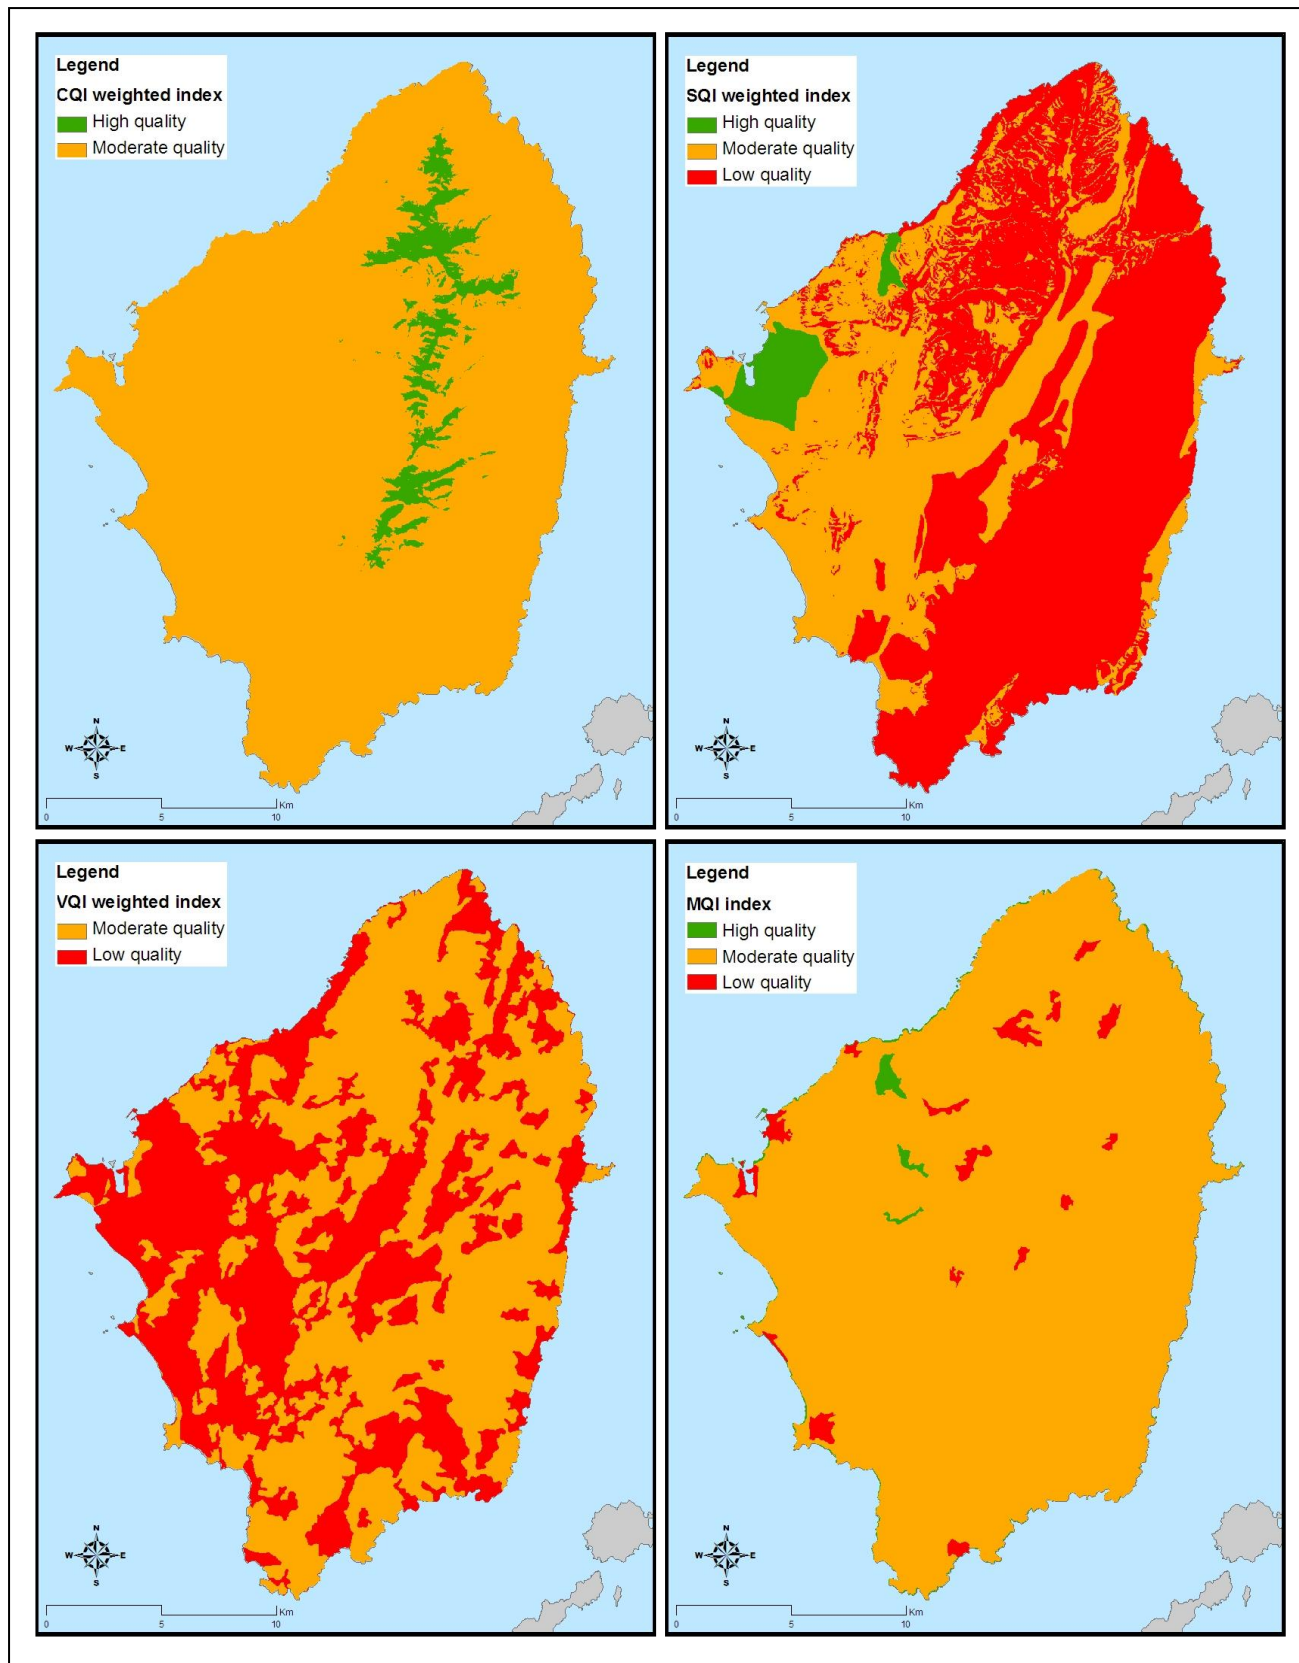 Legend
CQI weighted index
High quality
Moderate quality
N
W E
S
Km
0 5 10
Legend
SQI weighted index
High quality
Moderate quality
Low quality
N
W E
S
Km
0 5 10
Legend
VQI weighted index
Moderate quality
Low quality
N
W E
S
Km
0 5 10
Legend
MQI index
High quality
Moderate quality
Low quality
N
W E
S
Km
0 5 10